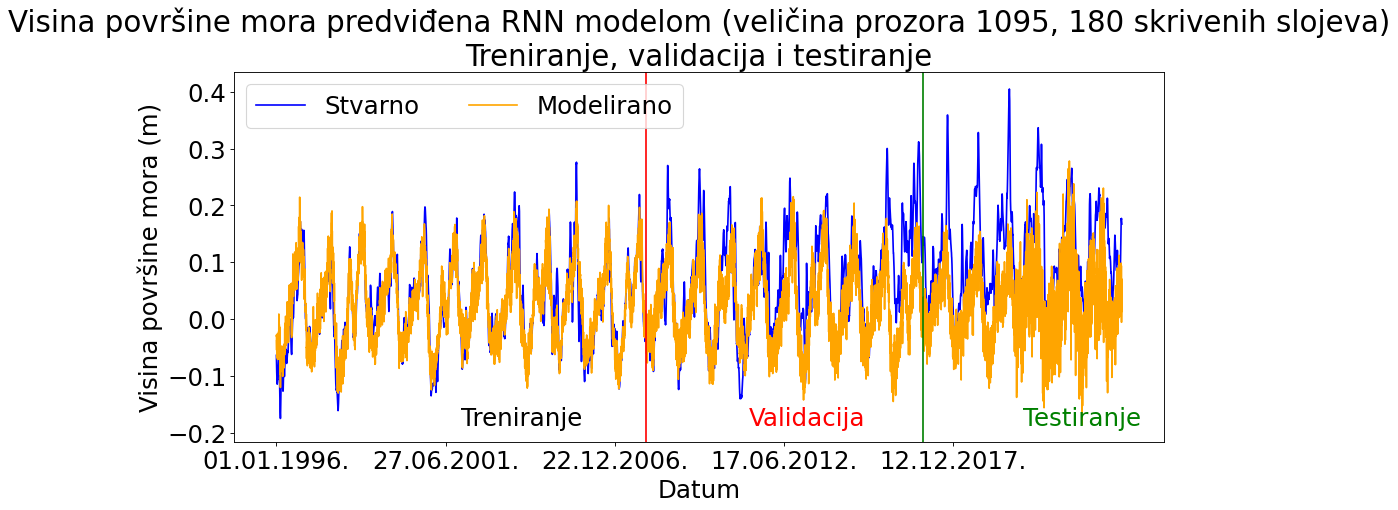 Visina površine mora predviđena RNN modelom (veličina prozora 1095, 180 skrivenih slojeva)
Treniranje, validacija i testiranje
Stvarno
Modelirano
Visina površine mora (m)
0.4
0.3
0.2
0.1
0.0
−0.1
−0.2
Treniranje
Validacija
Testiranje
01.01.1996.
27.06.2001.
22.12.2006.
17.06.2012.
12.12.2017.
Datum